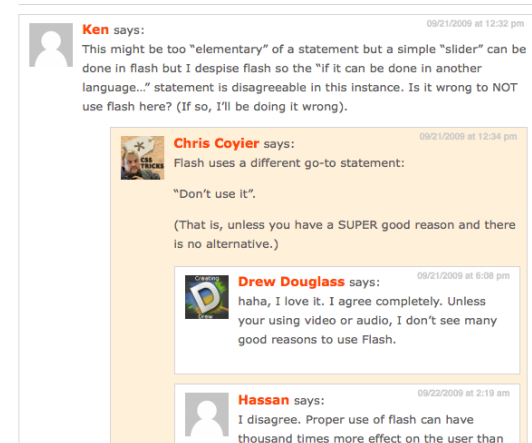 Ken says:
09/21/2009 at 12:32 pm
This might be too “elementary” of a statement but a simple “slider” can be
done in flash but I despise flash so the “if it can be done in another
language...” statement is disagreeable in this instance. Is it wrong to NOT
use flash here? (If so, I’ll be doing it wrong).
CSS
TRICKS
Chris Coyier says:
09/21/2009 at 12:34 pm
Flash uses a different go-to statement:
“Don’t use it”.
(That is, unless you have a SUPER good reason and there
is no alternative.)
Creating
D
Drew
Drew Douglass says:
09/21/2009 at 6:08 pm
haha, I love it. I agree completely. Unless
your using video or audio, I don’t see many
good reasons to use Flash.
Hassan says:
09/22/2009 at 2:19 am
I disagree. Proper use of flash can have
thousand times more effect on the user than